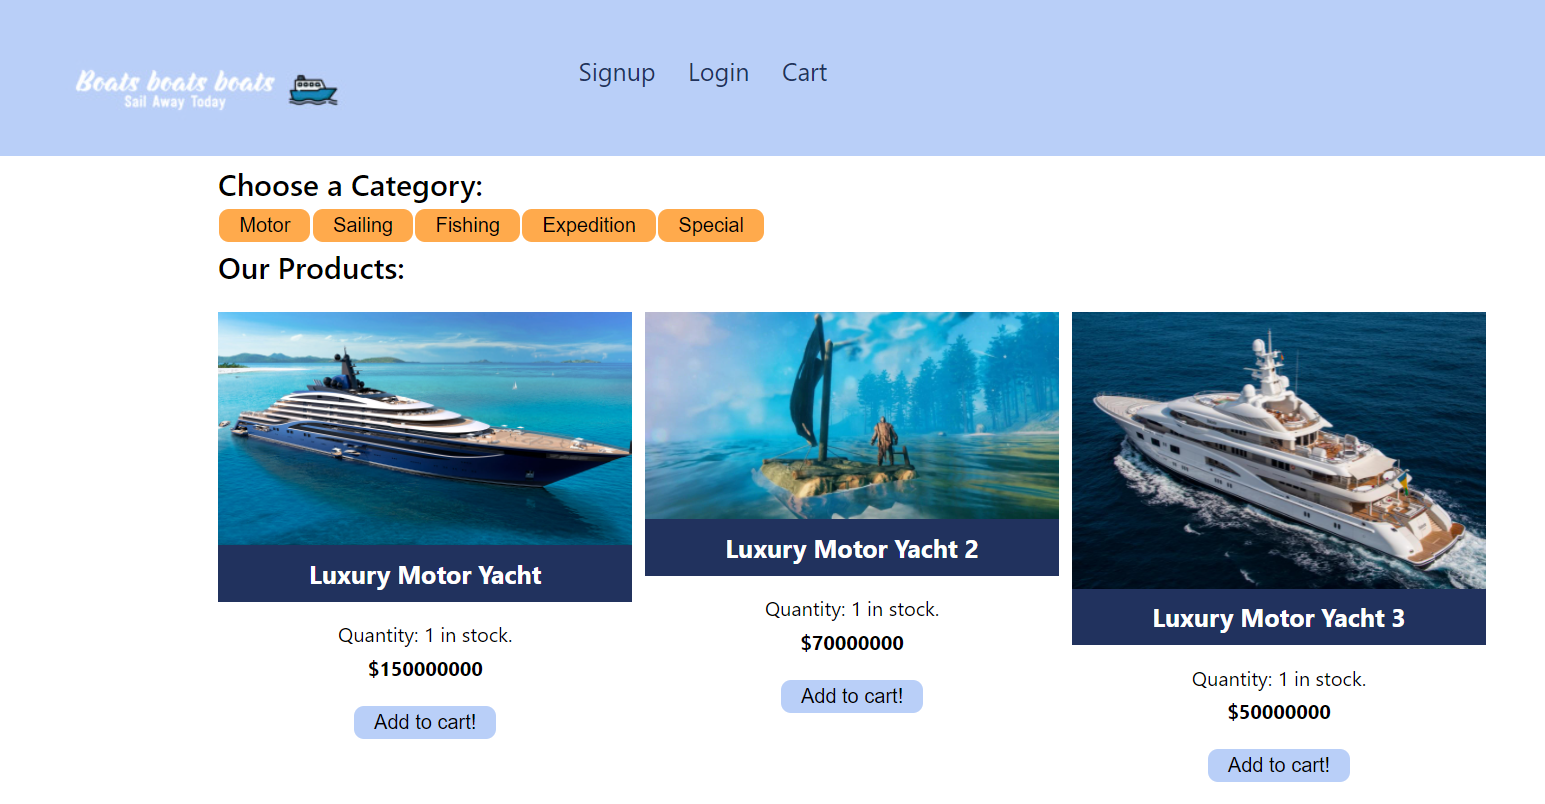 Boats boats boats
Sail Away Today
Signup Login Cart
Choose a Category:
Motor Sailing Fishing Expedition Special
Our Products:
Luxury Motor Yacht
Quantity: 1 in stock.
$150000000
Add to cart!
Luxury Motor Yacht 2
Quantity: 1 in stock.
$70000000
Add to cart!
Luxury Motor Yacht 3
Quantity: 1 in stock.
$50000000
Add to cart!